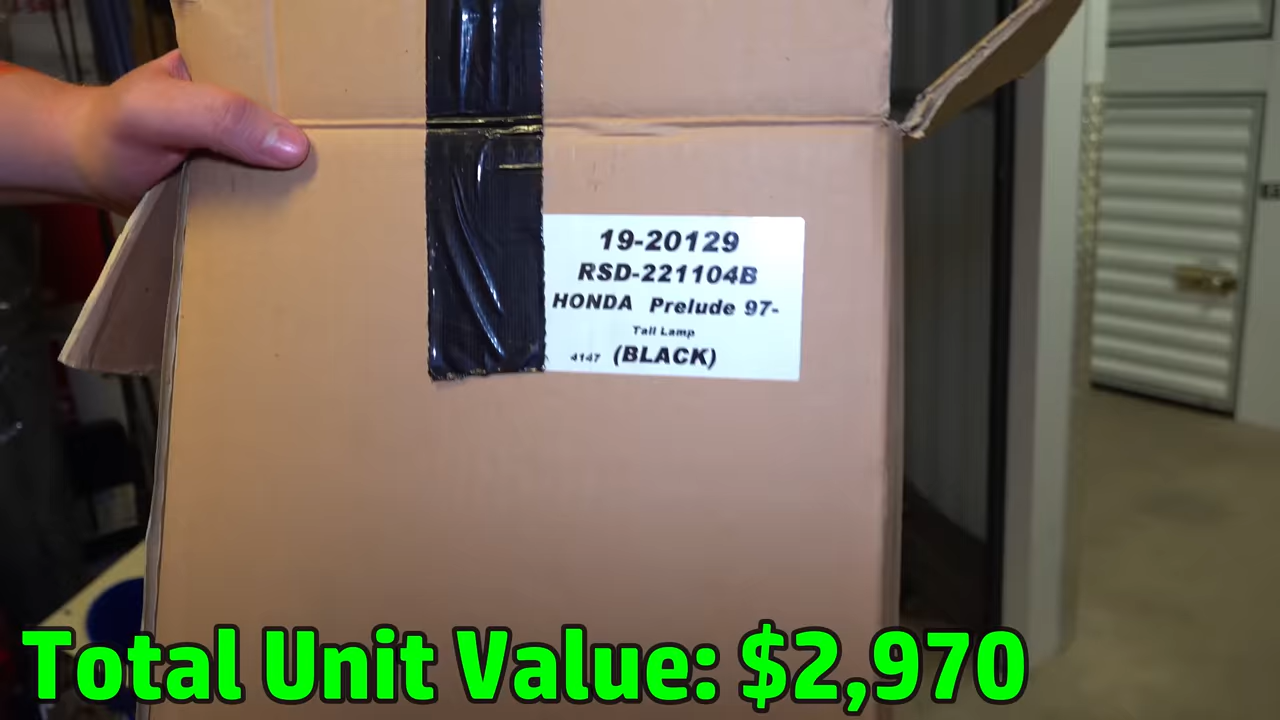 19-20129
RSD-221104B
HONDA Prelude 97-
Tail Lamp
4147 (BLACK)
Total Unit Value: $2,970